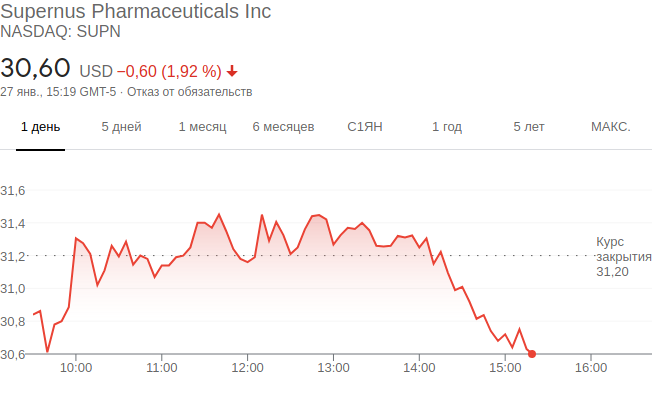 Supernus Pharmaceuticals Inc
NASDAQ: SUPN
30,60 USD −0,60 (1,92 %)
27 янв., 15:19 GMT-5 · Отказ от обязательств
1 день 5 дней 1 месяц 6 месяцев С1ЯН 1 год 5 лет МАКС.
31,6
31,4
Курс
31,2 закрытия
31,20
31,0
30,8
30,6
10:00 11:00 12:00 13:00 14:00 15:00 16:00